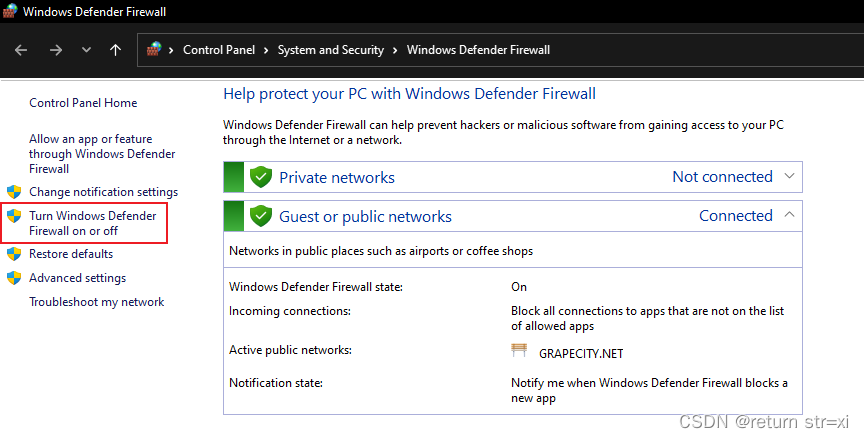 Windows Defender Firewall
Control Panel > System and Security > Windows Defender Firewall
Control Panel Home
Allow an app or feature
through Windows Defender
Firewall
Change notification settings
Turn Windows Defender
Firewall on or off
Restore defaults
Advanced settings
Troubleshoot my network
Help protect your PC with Windows Defender Firewall
Windows Defender Firewall can help prevent hackers or malicious software from gaining access to your PC
through the Internet or a network.
Private networks Not connected
Guest or public networks Connected
Networks in public places such as airports or coffee shops
Windows Defender Firewall state: On
Incoming connections: Block all connections to apps that are not on the list
of allowed apps
Active public networks: GRAPECITY.NET
Notification state: Notify me when Windows Defender Firewall blocks a
new app
CSDN @return str=xi